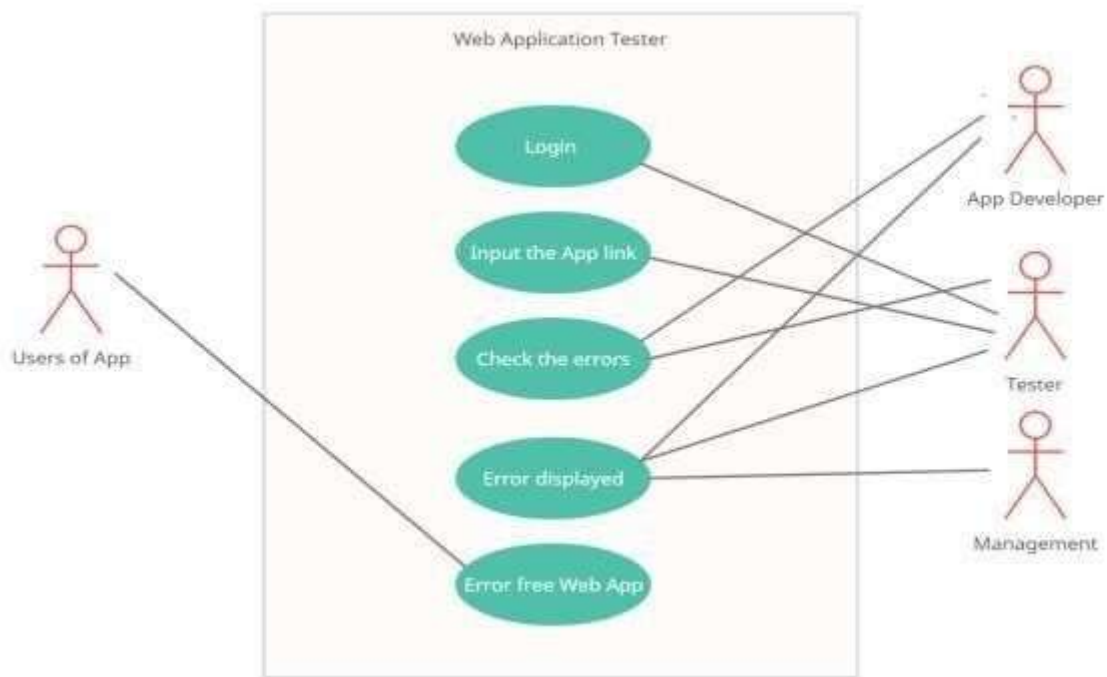 Web Application Tester
Login
App Developer
Input the App link
Users of App
Check the errors
Tester
Error displayed
Management
Error free Web App